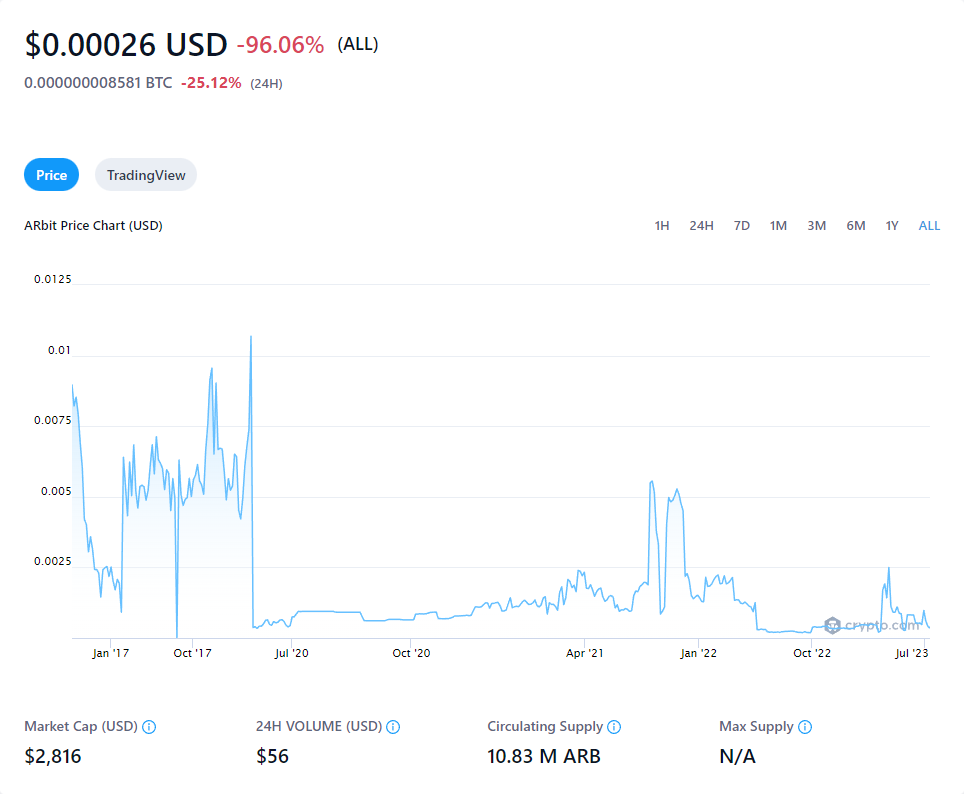 $0.00026 USD -96.06% (ALL)
0.000000008581 BTC -25.12% (24H)
Price TradingView
ARbit Price Chart (USD) 1H 24H 7D 1M 3M 6M 1Y ALL
0.0125
0.01
0.0075
0.005
0.0025
crypto.com
Jan '17 Oct '17 Jul '20 Oct '20 Apr '21 Jan '22 Oct '22 Jul '23
Market Cap (USD) 24H VOLUME (USD) Circulating Supply Max Supply
$2,816 $56 10.83 M ARB N/A